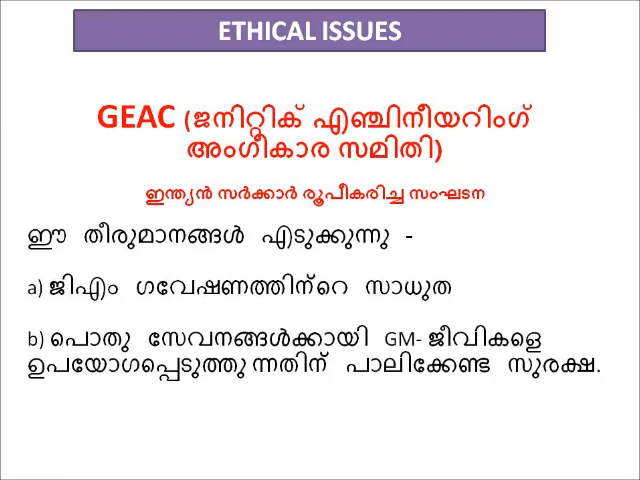 ETHICAL ISSUES
GEAC (ജനിറ്റിക് എഞ്ചിനീയറിംഗ്
അംഗീകാര സമിതി)
ഇന്ത്യൻ സർക്കാർ രൂപീകരിച്ച സംഘടന
ഈ തീരുമാനങ്ങൾ എടുക്കുന്നു -
a) ജിഎം ഗവേഷണത്തിന്റെ സാധുത
b) പൊതു സേവനങ്ങൾക്കായി GM- ജീവികളെ
ഉപയോഗപ്പെടുത്തുന്നതിന് പാലിക്കേണ്ട സുരക്ഷ.